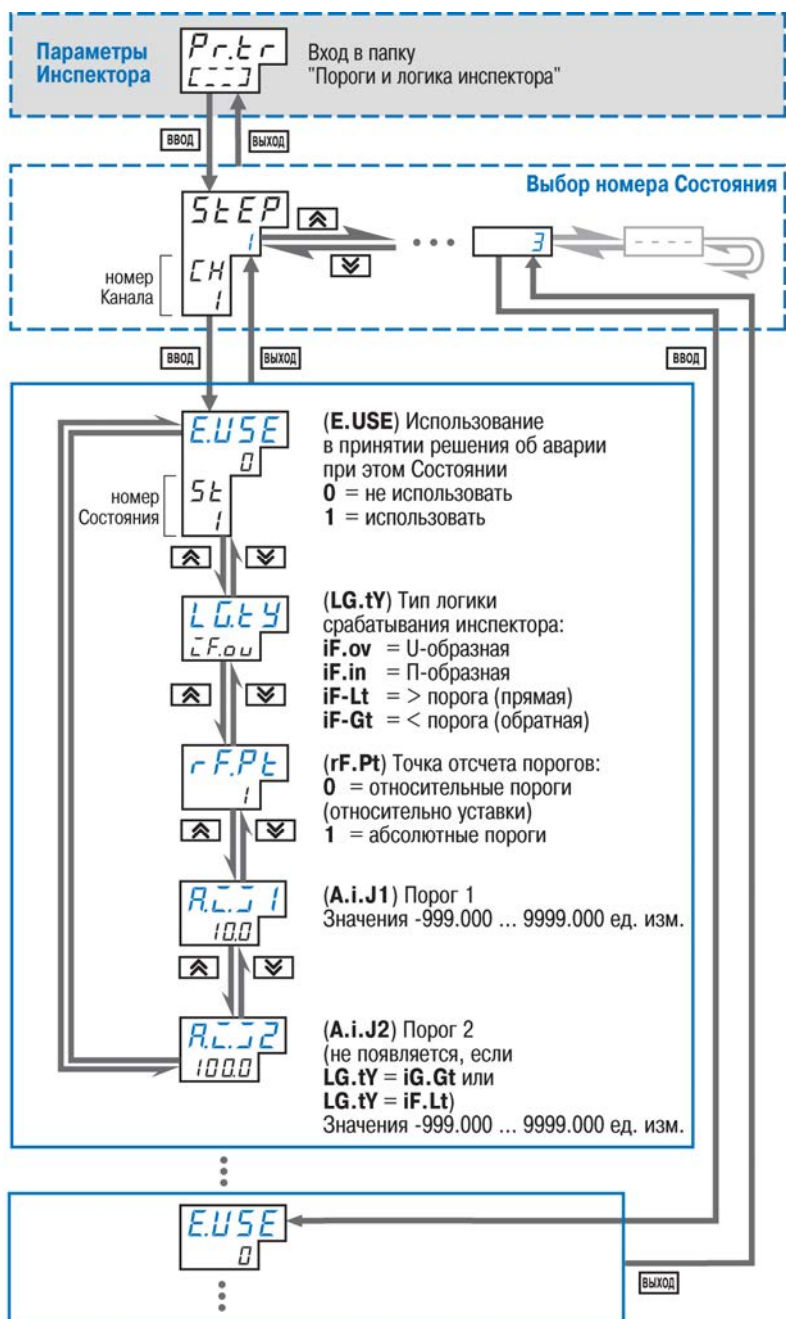 Параметры
Инспектора
Pr.tr
[---]
Вход в папку
"Пороги и логика инспектора"
ВВОД
ВЫХОД
Выбор номера Состояния
StEP
1
3
- - - -
номер
Канала
CH
1
ВВОД
ВЫХОД
ВВОД
E.USE
0
номер
Состояния
St
1
(E.USE) Использование
в принятии решения об аварии
при этом Состоянии
0 = не использовать
1 = использовать
LG.tY
iF.ou
(LG.tY) Тип логики
срабатывания инспектора:
iF.ov = U-образная
iF.in = П-образная
iF-Lt = > порога (прямая)
iF-Gt = < порога (обратная)
rF.Pt
1
(rF.Pt) Точка отсчета порогов:
0 = относительные пороги
(относительно уставки)
1 = абсолютные пороги
A.i.J1
10.0
(A.i.J1) Порог 1
Значения -999.000 ... 9999.000 ед. изм.
A.i.J2
100.0
(A.i.J2) Порог 2
(не появляется, если
LG.tY = iG.Gt или
LG.tY = iF.Lt)
Значения -999.000 ... 9999.000 ед. изм.
E.USE
0
ВЫХОД